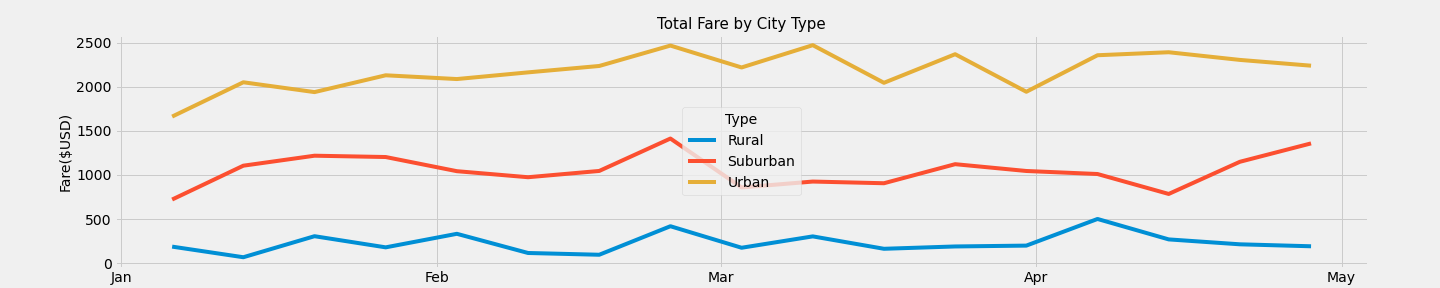 Total Fare by City Type
Fare($USD)
2500
2000
1500
1000
500
0
Type
Rural
Suburban
Urban
Jan Feb Mar Apr May